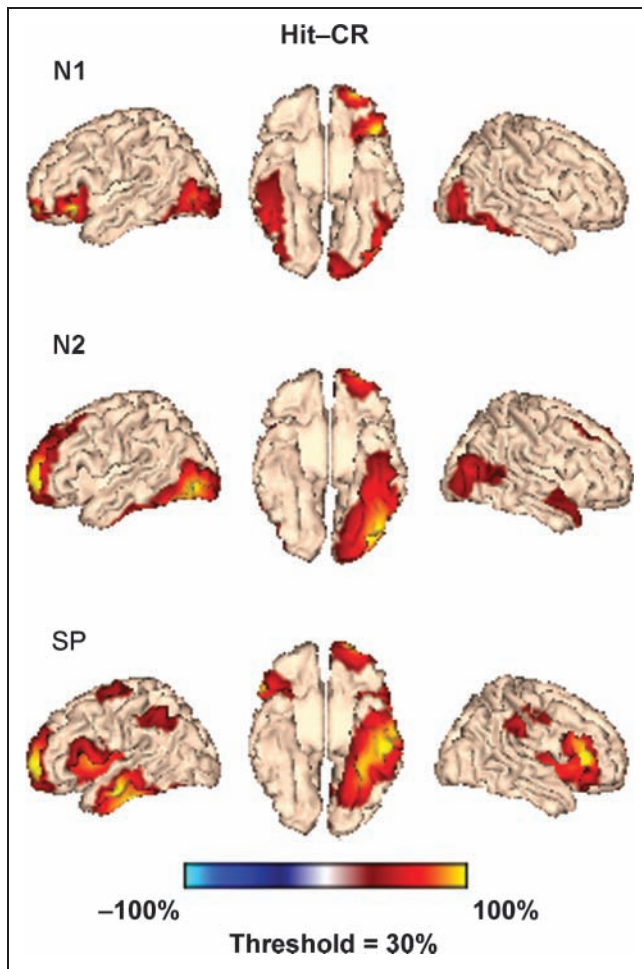 Hit–CR
N1
N2
SP
–100% 100%
Threshold = 30%